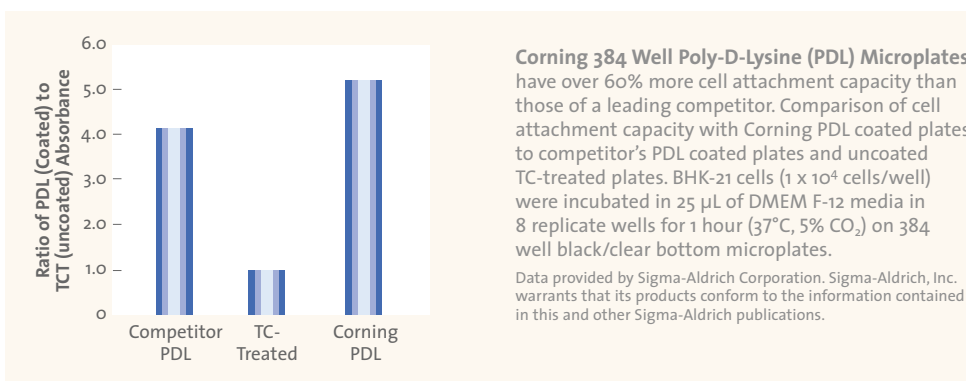 Ratio of PDL (Coated) to
TCT (uncoated) Absorbance
6.0
5.0
4.0
3.0
2.0
1.0
0
Competitor
PDL
TC-
Treated
Corning
PDL
Corning 384 Well Poly-D-Lysine (PDL) Microplates
have over 60% more cell attachment capacity than
those of a leading competitor. Comparison of cell
attachment capacity with Corning PDL coated plates
to competitor’s PDL coated plates and uncoated
TC-treated plates. BHK-21 cells (1 x 10⁴ cells/well)
were incubated in 25 µL of DMEM F-12 media in
8 replicate wells for 1 hour (37°C, 5% CO₂) on 384
well black/clear bottom microplates.
Data provided by Sigma-Aldrich Corporation. Sigma-Aldrich, Inc.
warrants that its products conform to the information contained
in this and other Sigma-Aldrich publications.